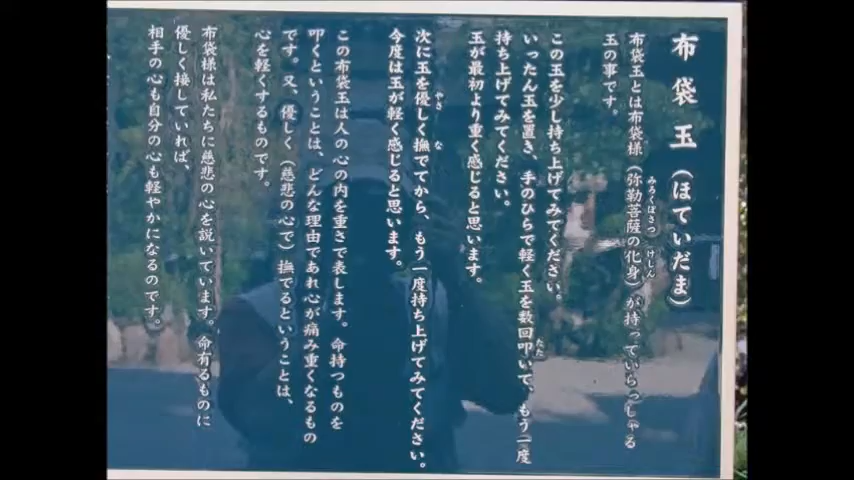 布袋玉（ほていだま）
布袋玉とは布袋様（弥勒菩薩の化身）が持っていらっしゃる
みろくぼさつ けしん
玉の事です。
この玉を少し持ち上げてみてください。
いったん玉を置き、手のひらで軽く玉を数回叩いて、もう一度
たた
持ち上げてみてください。
玉が最初より重く感じると思います。
次に玉を優しく撫でてから、もう一度持ち上げてみてください。
やさ な
今度は玉が軽く感じると思います。
この布袋玉は人の心の内を重さで表します。命持つものを
叩くということは、どんな理由であれ心が痛み重くなるもの
です。又、優しく（慈悲の心で）撫でるということは、
心を軽くするものです。
布袋様は私たちに慈悲の心を説いています。命有るものに
優しく接していれば、
相手の心も自分の心も軽やかになるのです。